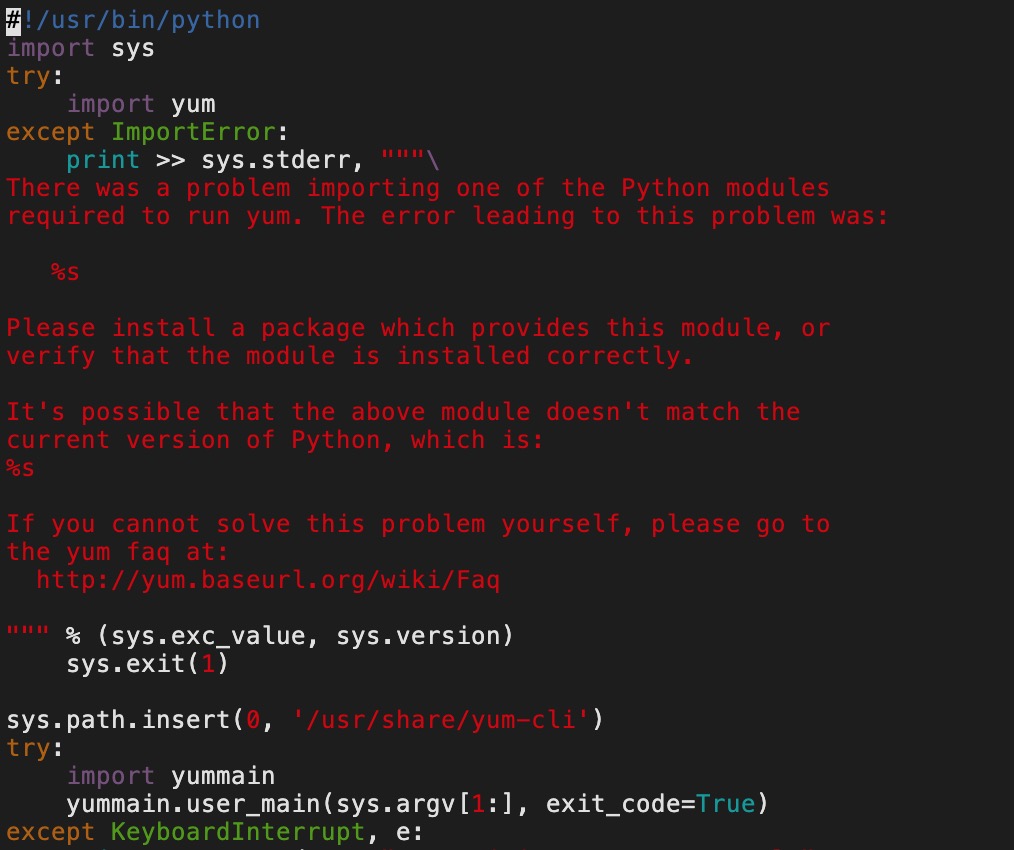 #!/usr/bin/python
import sys
try:
    import yum
except ImportError:
    print >> sys.stderr, """\
There was a problem importing one of the Python modules
required to run yum. The error leading to this problem was:

   %s

Please install a package which provides this module, or
verify that the module is installed correctly.

It's possible that the above module doesn't match the
current version of Python, which is:
%s

If you cannot solve this problem yourself, please go to
the yum faq at:
  http://yum.baseurl.org/wiki/Faq

""" % (sys.exc_value, sys.version)
    sys.exit(1)

sys.path.insert(0, '/usr/share/yum-cli')
try:
    import yummain
    yummain.user_main(sys.argv[1:], exit_code=True)
except KeyboardInterrupt, e: